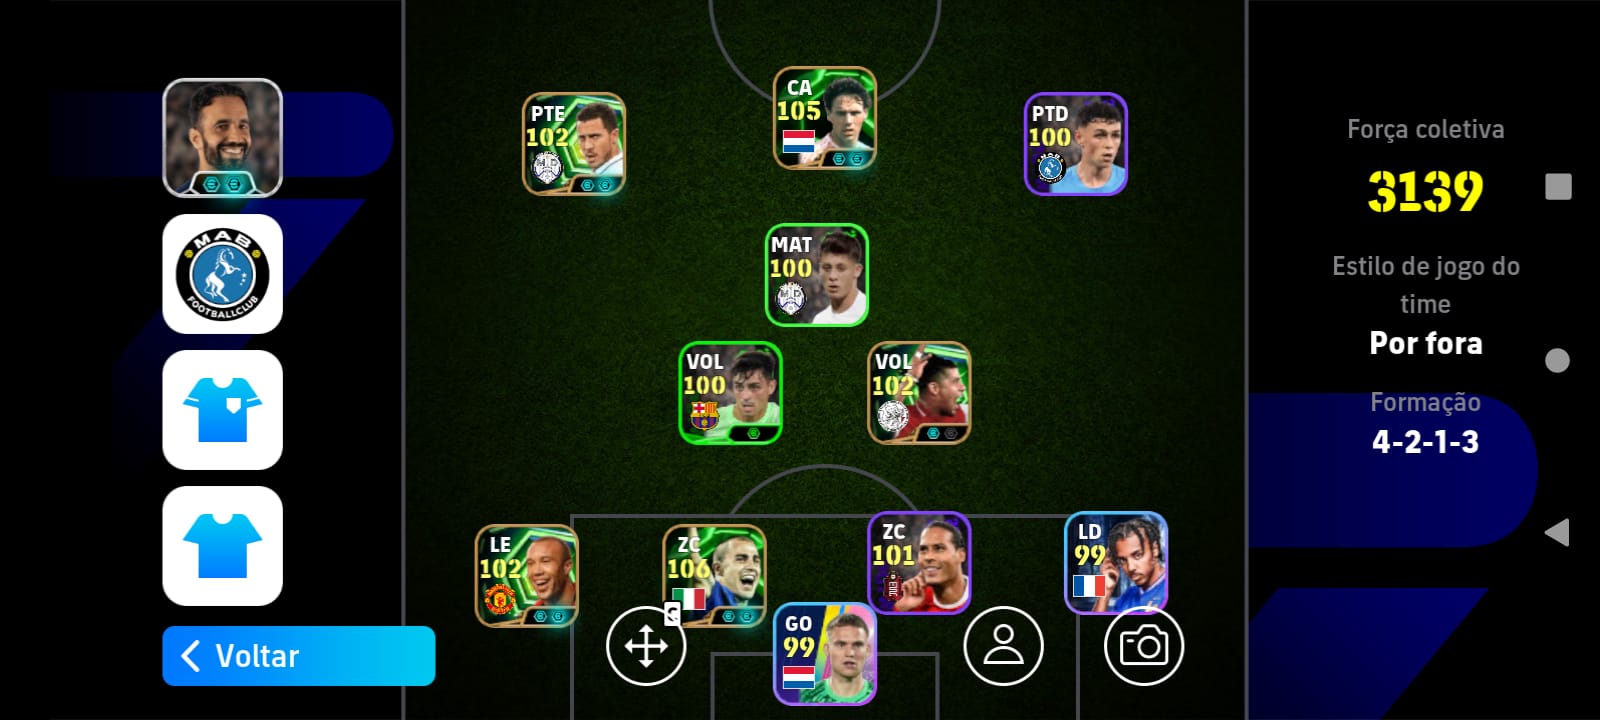 MAB
FOOTBALLCLUB
Voltar
PTE
102
CA
105
PTD
100
MAT
100
VOL
100
VOL
102
LE
102
ZC
106
ZC
101
LD
99
GO
99
Força coletiva
3139
Estilo de jogo do
time
Por fora
Formação
4-2-1-3